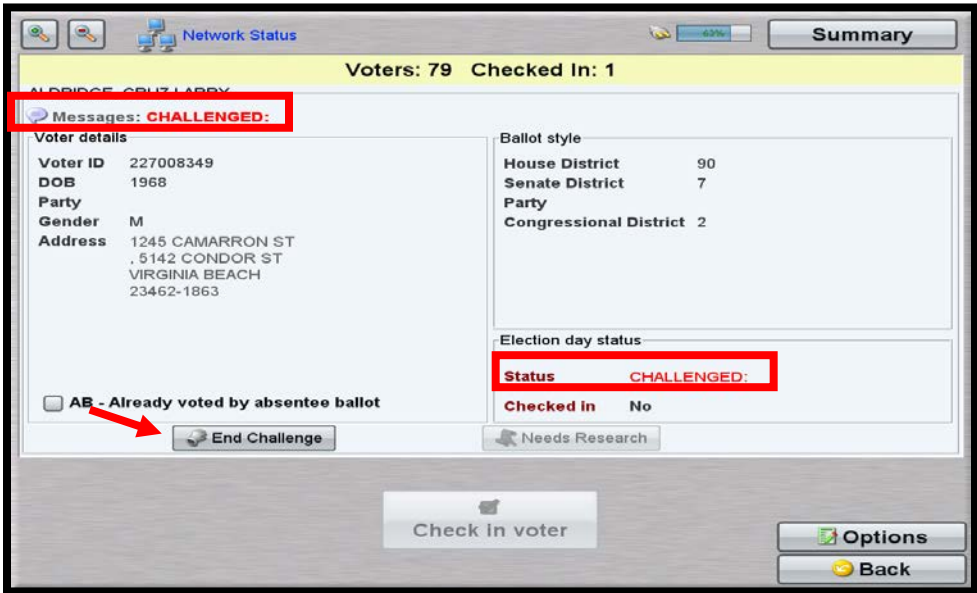 Network Status
63%
Summary
Voters: 79 Checked In: 1
ALDRIDGE, CRUZ LARRY
Messages: CHALLENGED:
Voter details
Voter ID 227008349
DOB 1968
Party
Gender M
Address 1245 CAMARRON ST
, 5142 CONDOR ST
VIRGINIA BEACH
23462-1863
AB - Already voted by absentee ballot
Ballot style
House District 90
Senate District 7
Party
Congressional District 2
Election day status
Status CHALLENGED:
Checked in No
End Challenge
Needs Research
Check in voter
Options
Back